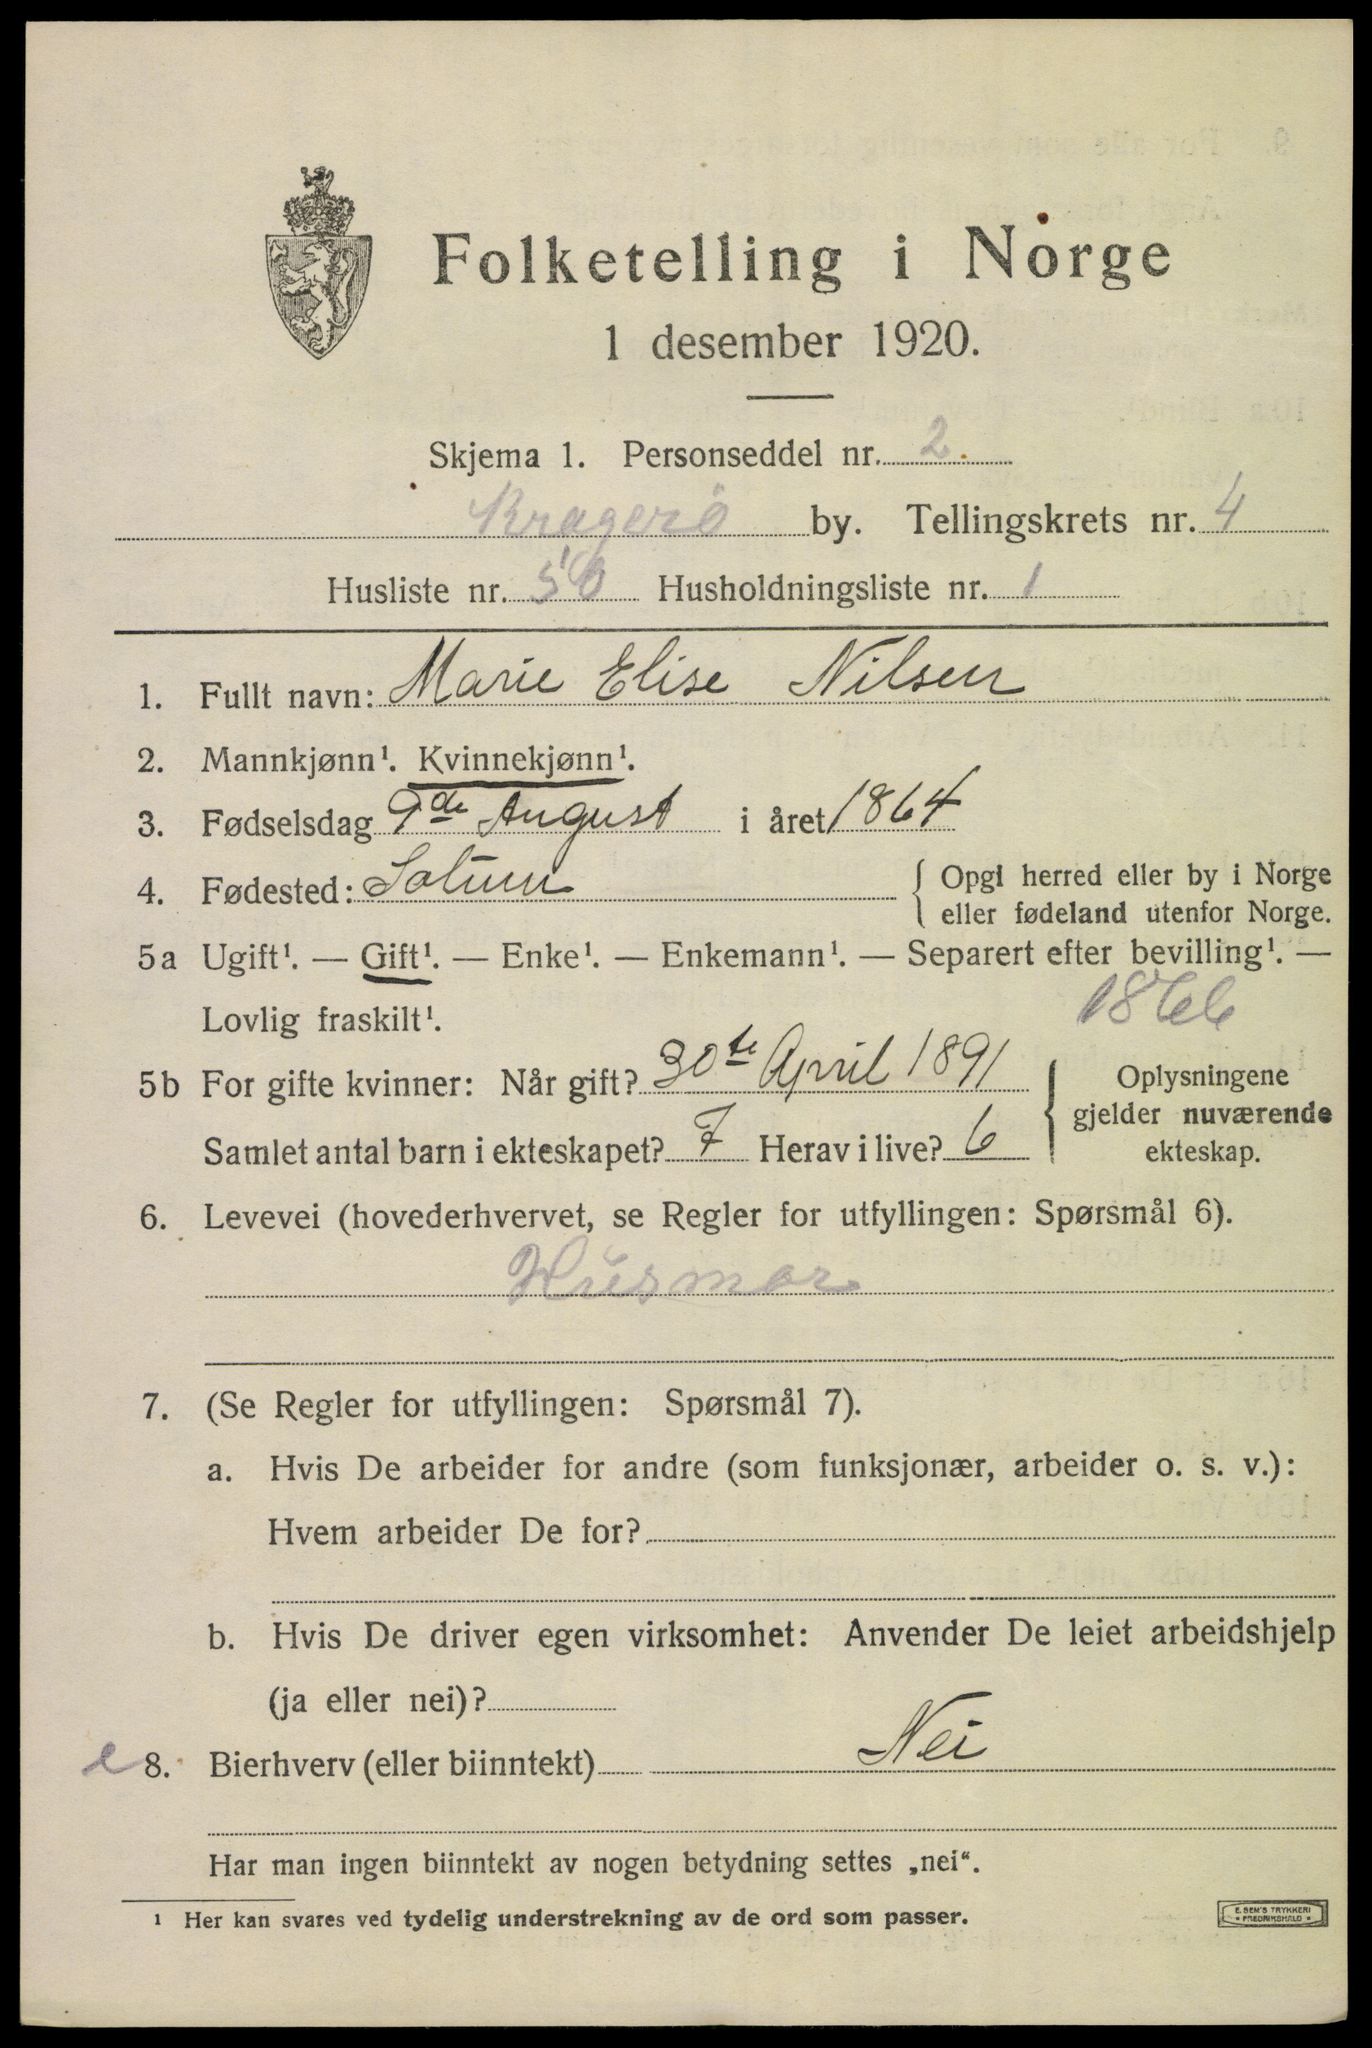 Folketelling i Norge
1 desember 1920.
Skjema 1. Personseddel nr. 2.
Kragerö by. Tellingskrets nr. 4
Husliste nr. 50 Husholdningsliste nr. 1
1. Fullt navn: Marie Elise Nilsen
2. Mannkjønn¹. Kvinnekjønn¹.
3. Fødselsdag 9de August i året 1864
4. Fødested: Solum { Opgi herred eller by i Norge
eller fødeland utenfor Norge.
5a Ugift¹. — Gift¹. — Enke¹. — Enkemann¹. — Separert efter bevilling¹. —
Lovlig fraskilt¹. 1866
5b For gifte kvinner: Når gift? 30te April 1891
Samlet antal barn i ekteskapet? 7 Herav i live? 6
{ Oplysningene
gjelder nuværende
ekteskap.
6. Levevei (hovederhvervet, se Regler for utfyllingen: Spørsmål 6).
Husmor
7. (Se Regler for utfyllingen: Spørsmål 7).
a. Hvis De arbeider for andre (som funksjonær, arbeider o. s. v.):
Hvem arbeider De for?
b. Hvis De driver egen virksomhet: Anvender De leiet arbeidshjelp
(ja eller nei)?
e 8. Bierhverv (eller biinntekt) Nei
Har man ingen biinntekt av nogen betydning settes „nei“.
¹ Her kan svares ved tydelig understrekning av de ord som passer.
E. SEM'S TRYKKERI
FREDRIKSHALD